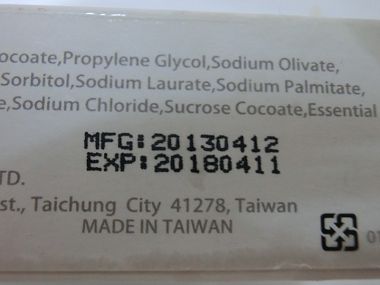 ocoate,Propylene Glycol,Sodium Olivate,
Sorbitol,Sodium Laurate,Sodium Palmitate,
e,Sodium Chloride,Sucrose Cocoate,Essential
MFG:20130412
EXP:20180411
TD.
st., Taichung City 41278, Taiwan
MADE IN TAIWAN